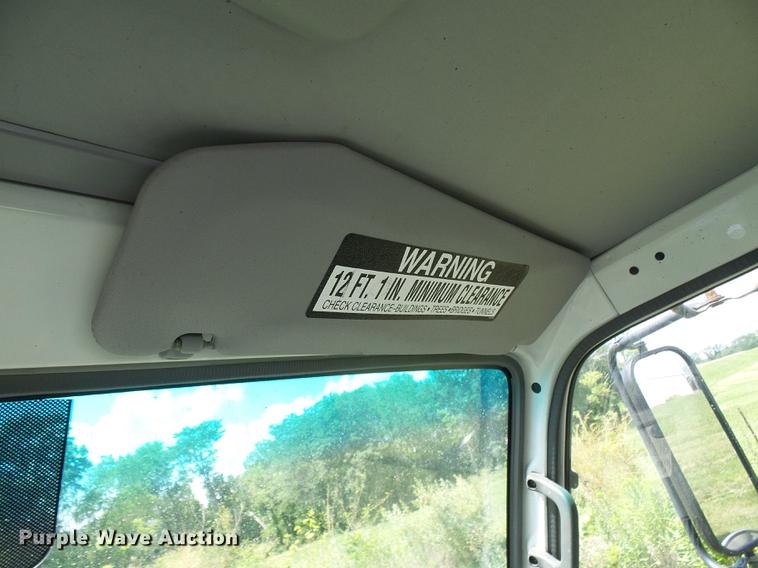 WARNING
12 FT. 1 IN. MINIMUM CLEARANCE
CHECK CLEARANCE-BUILDINGS • TREES • BRIDGES • TUNNELS
Purple Wave Auction